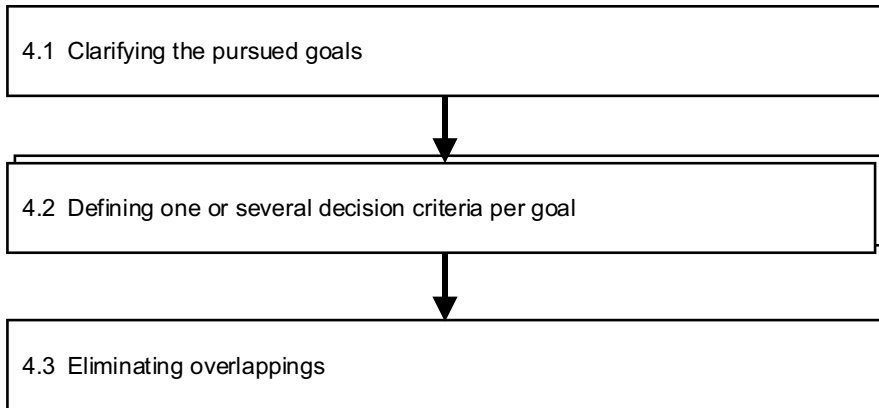 4.1 Clarifying the pursued goals
4.2 Defining one or several decision criteria per goal
4.3 Eliminating overlappings